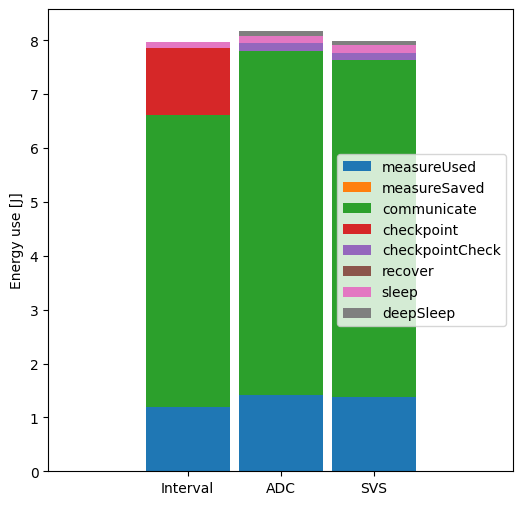 8
7
6
5
4
3
2
1
0
Energy use [J]
measureUsed
measureSaved
communicate
checkpoint
checkpointCheck
recover
sleep
deepSleep
Interval ADC SVS